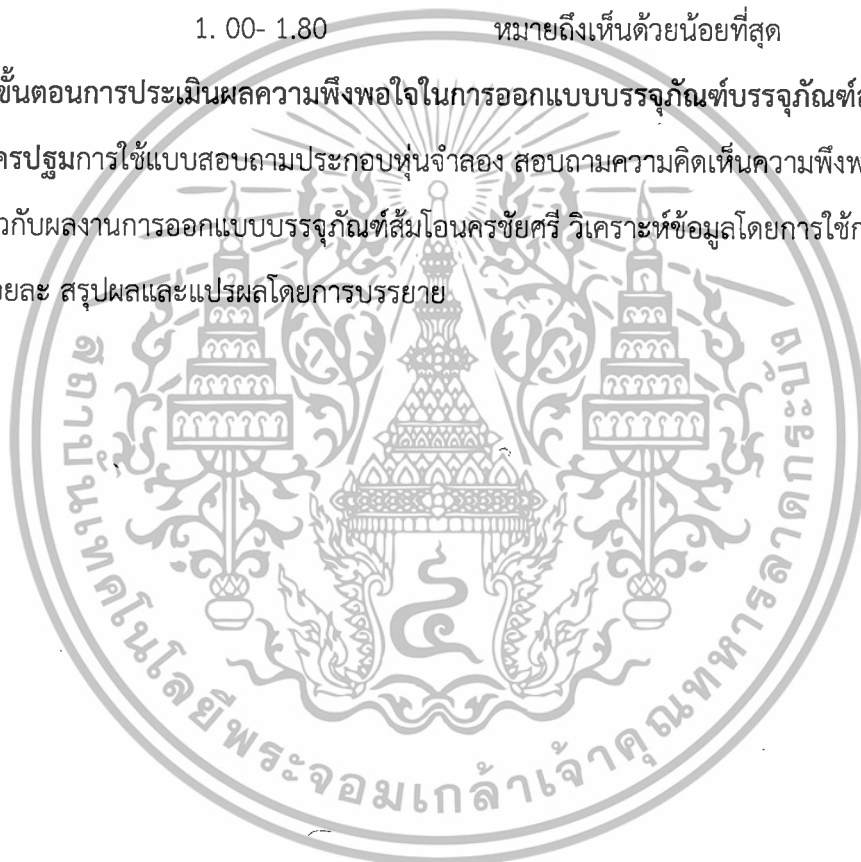 1. 00- 1.80 หมายถึงเห็นด้วยน้อยที่สุด
ขั้นตอนการประเมินผลความพึงพอใจในการออกแบบบรรจุภัณฑ์บรรจุภัณฑ์
ครปฐมการใช้แบบสอบถามประกอบหุ่นจำลอง สอบถามความคิดเห็นความพึงพ
วกับผลงานการออกแบบบรรจุภัณฑ์ส้มโอนครชัยศรี วิเคราะห์ข้อมูลโดยการใช้ก
ยละ สรุปผลและแปรผลโดยการบรรยาย
สถาบันเทคโนโลยีพระจอมเกล้าเจ้าคุณทหารลาดกระบัง
๔